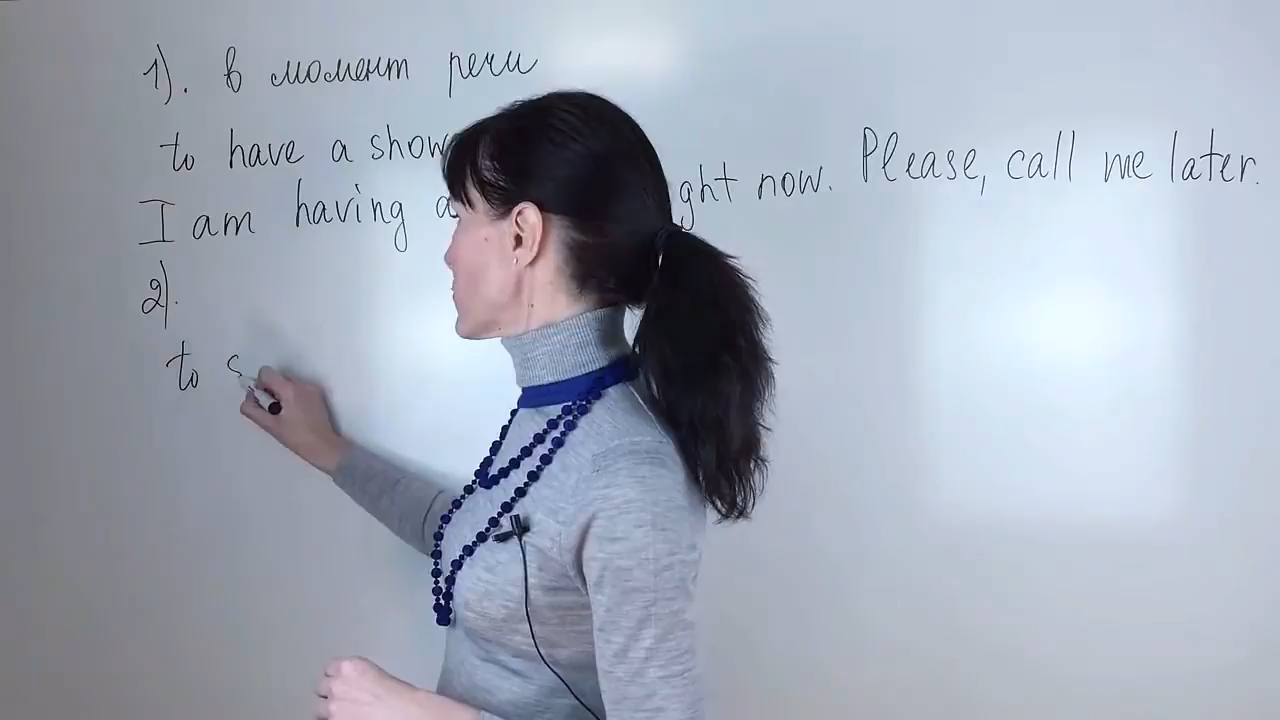 1). в момент речи
to have a show
I am having a ght now. Please, call me later.
2).
to s